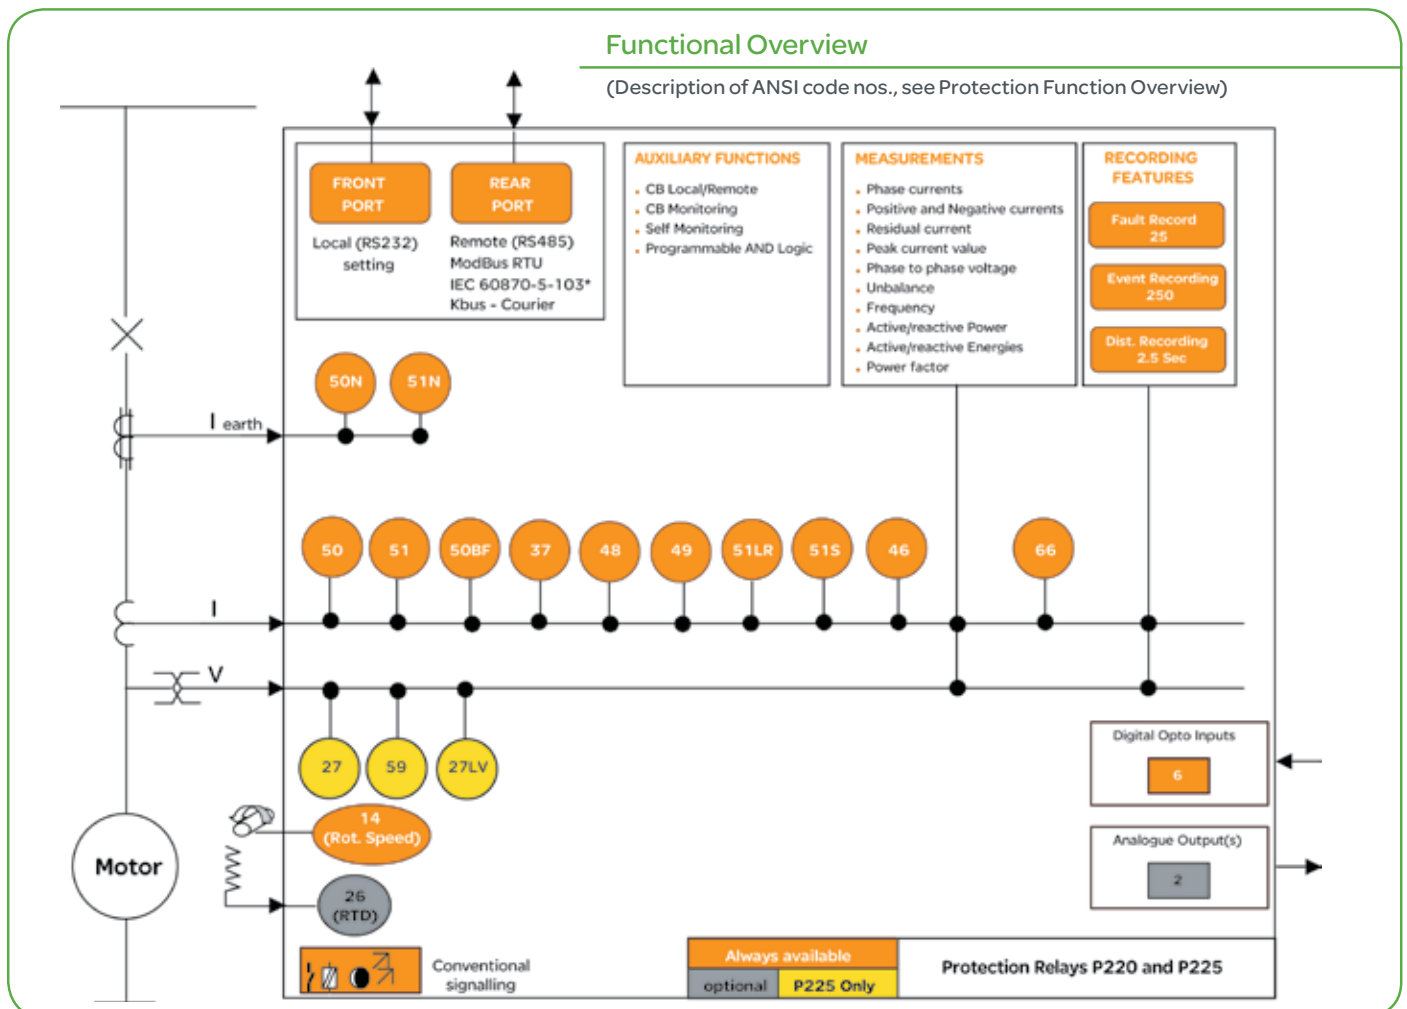 Functional Overview
(Description of ANSI code nos., see Protection Function Overview)
FRONT
PORT
Local (RS232)
setting
REAR
PORT
Remote (RS485)
ModBus RTU
IEC 60870-5-103*
Kbus - Courier
AUXILIARY FUNCTIONS
CB Local/Remote
CB Monitoring
Self Monitoring
Programmable AND Logic
MEASUREMENTS
Phase currents
Positive and Negative currents
Residual current
Peak current value
Phase to phase voltage
Unbalance
Frequency
Active/reactive Power
Active/reactive Energies
Power factor
RECORDING
FEATURES
Fault Record
25
Event Recording
250
Dist. Recording
2.5 Sec
50N
51N
I earth
50
51
50BF
37
48
49
51LR
51S
46
66
I
V
27
59
27LV
14
(Rot. Speed)
26
(RTD)
Motor
Digital Opto Inputs
6
Analogue Output(s)
2
Conventional
signalling
Always available
optional
P225 Only
Protection Relays P220 and P225